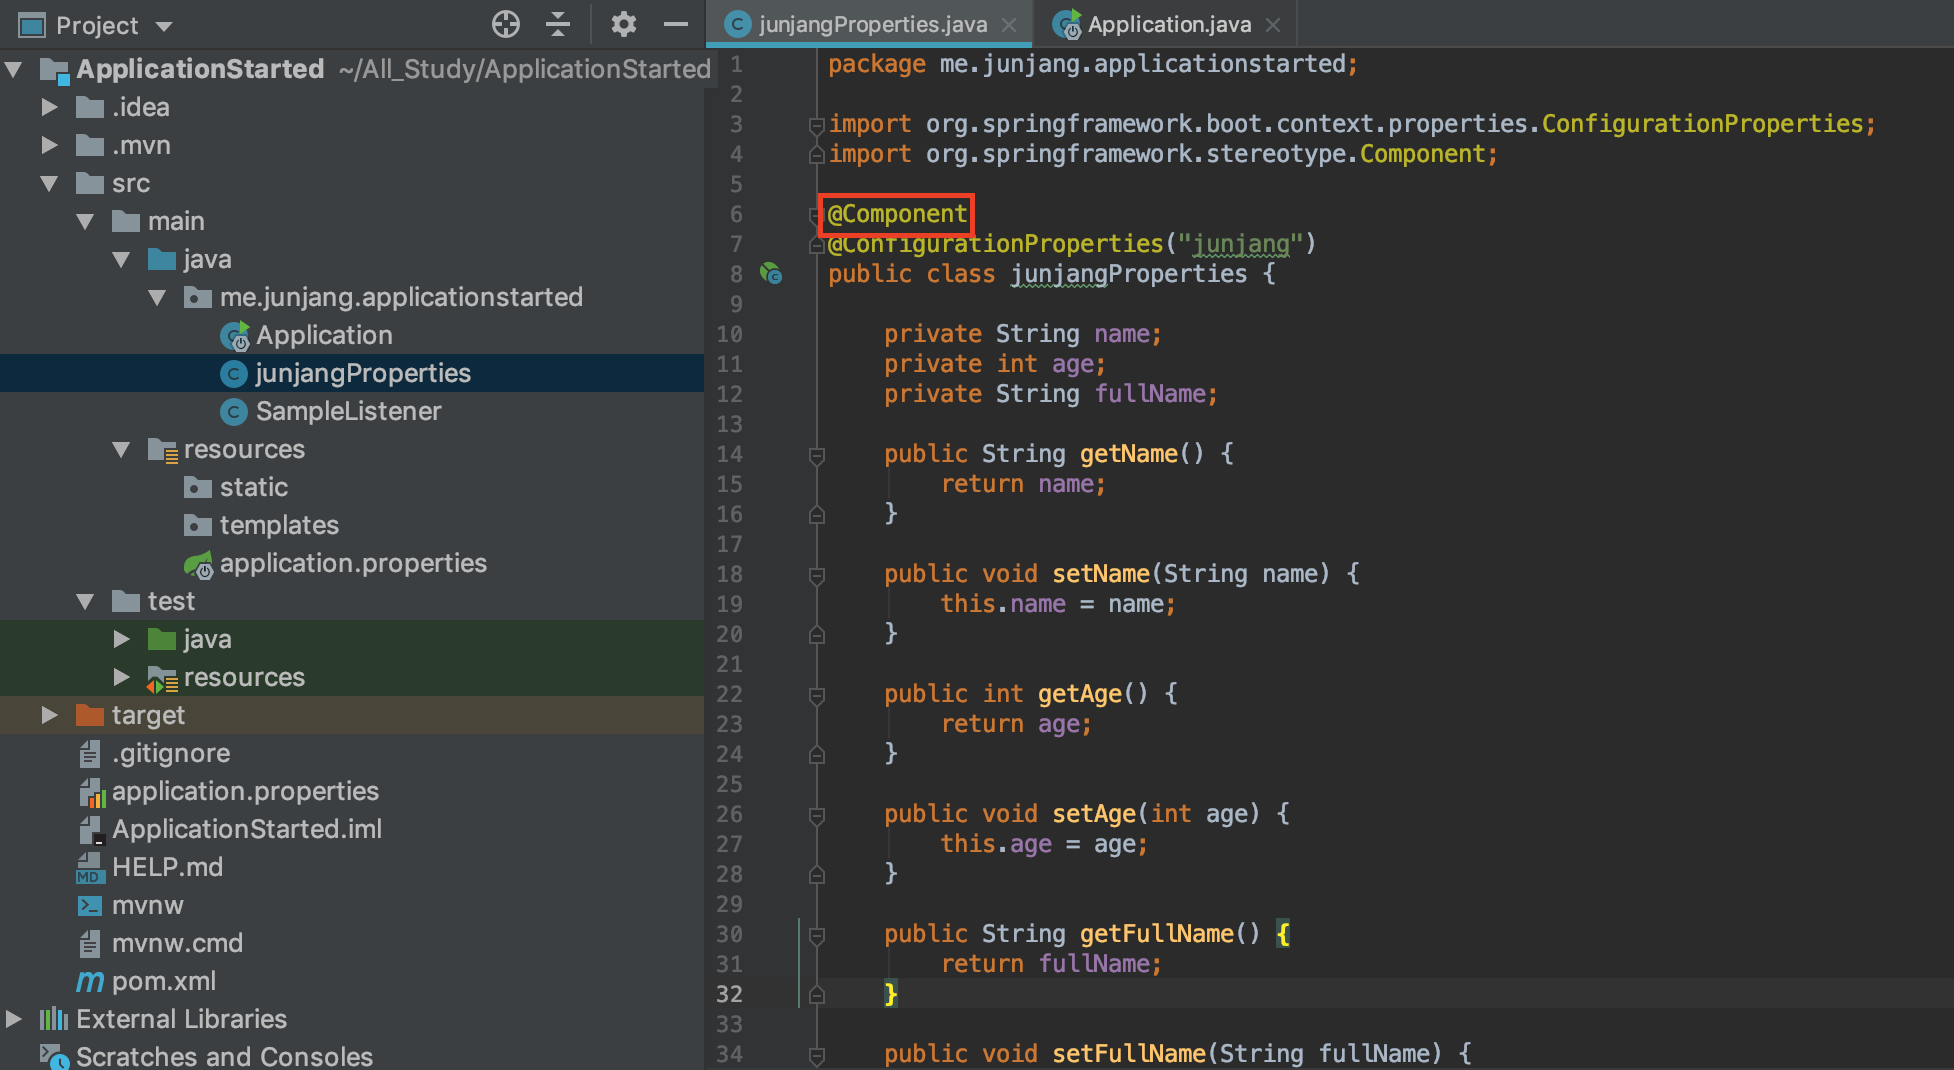 Project
ApplicationStarted ~/All_Study/ApplicationStarted
.idea
.mvn
src
main
java
me.junjang.applicationstarted
Application
junjangProperties
SampleListener
resources
static
templates
application.properties
test
java
resources
target
.gitignore
application.properties
ApplicationStarted.iml
HELP.md
mvnw
mvnw.cmd
pom.xml
External Libraries
Scratches and Consoles
junjangProperties.java
Application.java
1 package me.junjang.applicationstarted;
2
3 import org.springframework.boot.context.properties.ConfigurationProperties;
4 import org.springframework.stereotype.Component;
5
6 @Component
7 @ConfigurationProperties("junjang")
8 public class junjangProperties {
9
10 private String name;
11 private int age;
12 private String fullName;
13
14 public String getName() {
15 return name;
16 }
17
18 public void setName(String name) {
19 this.name = name;
20 }
21
22 public int getAge() {
23 return age;
24 }
25
26 public void setAge(int age) {
27 this.age = age;
28 }
29
30 public String getFullName() {
31 return fullName;
32 }
33
34 public void setFullName(String fullName) {